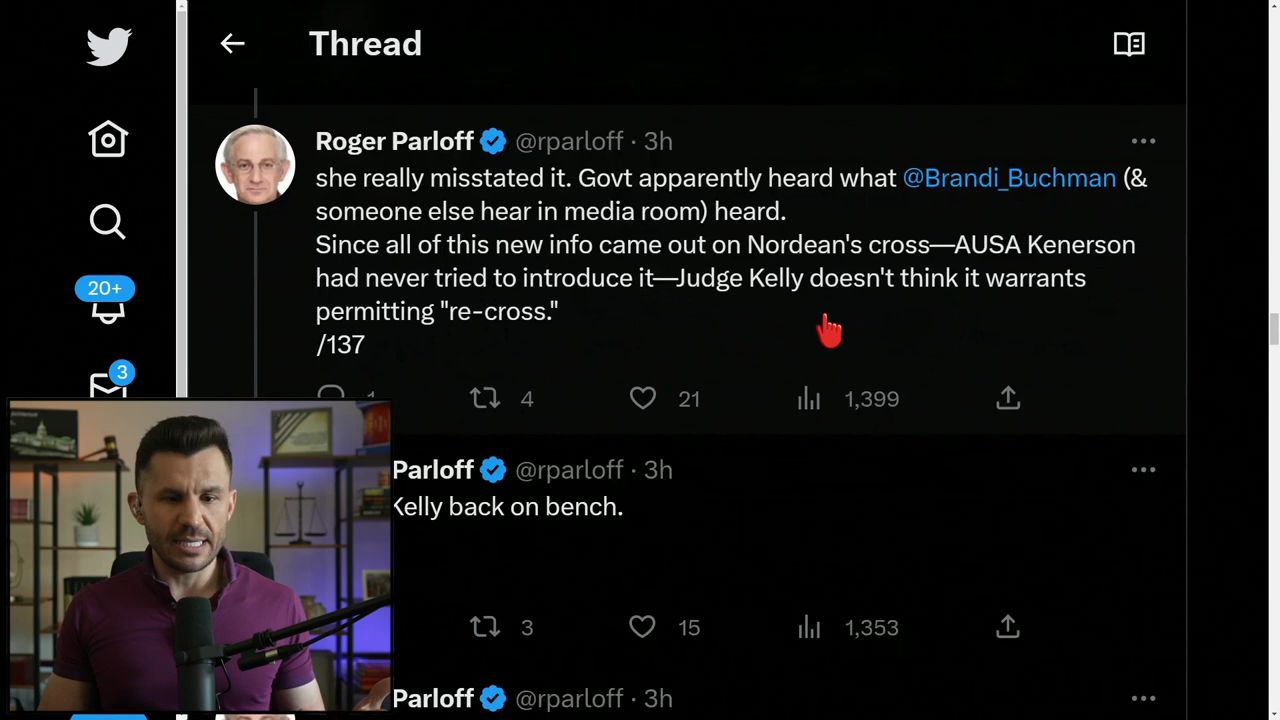 Thread
Roger Parloff @rparloff · 3h
she really misstated it. Govt apparently heard what @Brandi_Buchman (&
someone else hear in media room) heard.
Since all of this new info came out on Nordean's cross—AUSA Kenerson
had never tried to introduce it—Judge Kelly doesn't think it warrants
permitting "re-cross."
/137
1 4 21 1,399
20+
3
Parloff @rparloff · 3h
Kelly back on bench.
3 15 1,353
Parloff @rparloff · 3h